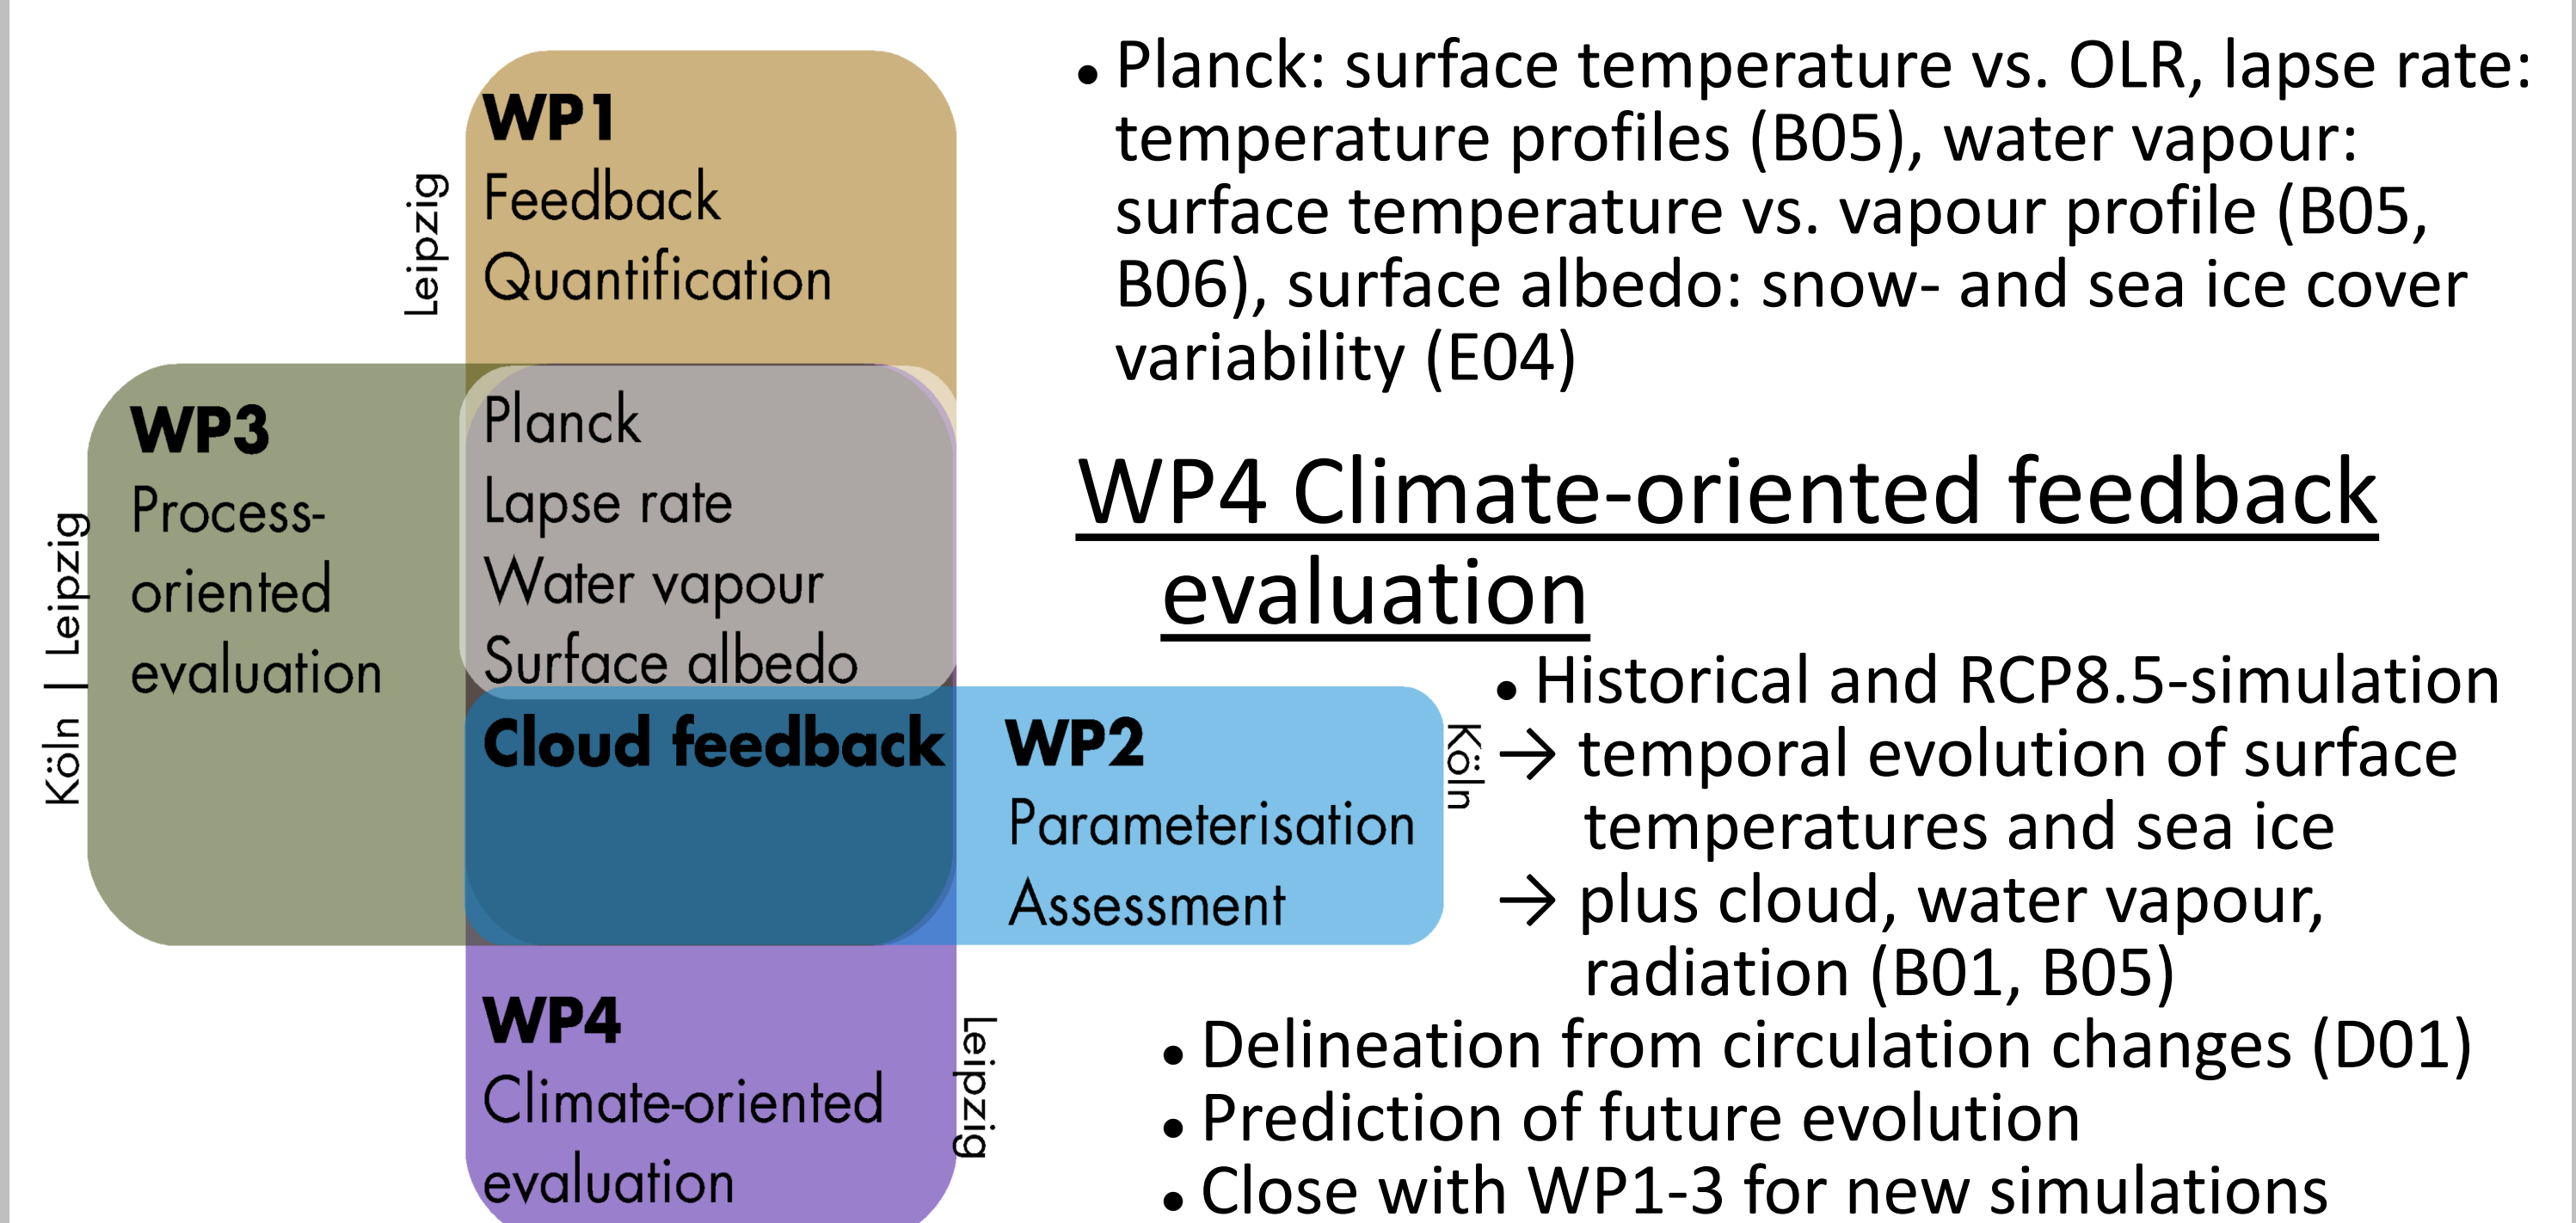 WP1
Feedback
Quantification
Leipzig
WP3
Process-
oriented
evaluation
Köln | Leipzig
Planck
Lapse rate
Water vapour
Surface albedo
Cloud feedback
WP2
Parameterisation
Assessment
Köln
WP4
Climate-oriented
evaluation
Leipzig
• Planck: surface temperature vs. OLR, lapse rate:
temperature profiles (B05), water vapour:
surface temperature vs. vapour profile (B05,
B06), surface albedo: snow- and sea ice cover
variability (E04)
WP4 Climate-oriented feedback
evaluation
• Historical and RCP8.5-simulation
→ temporal evolution of surface
temperatures and sea ice
→ plus cloud, water vapour,
radiation (B01, B05)
• Delineation from circulation changes (D01)
• Prediction of future evolution
• Close with WP1-3 for new simulations